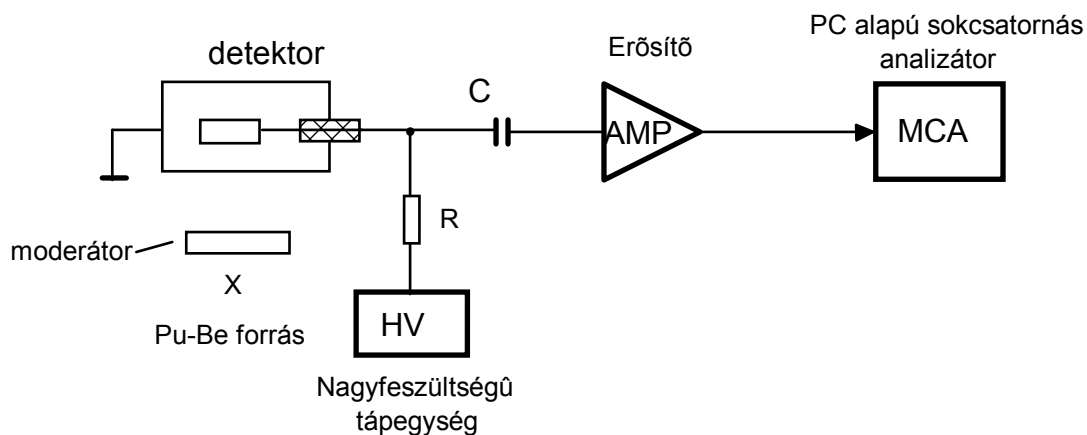 detektor
Erõsítõ
PC alapú sokcsatornás
analizátor
C
AMP
MCA
R
moderátor
X
Pu-Be forrás
HV
Nagyfeszültségû
tápegység